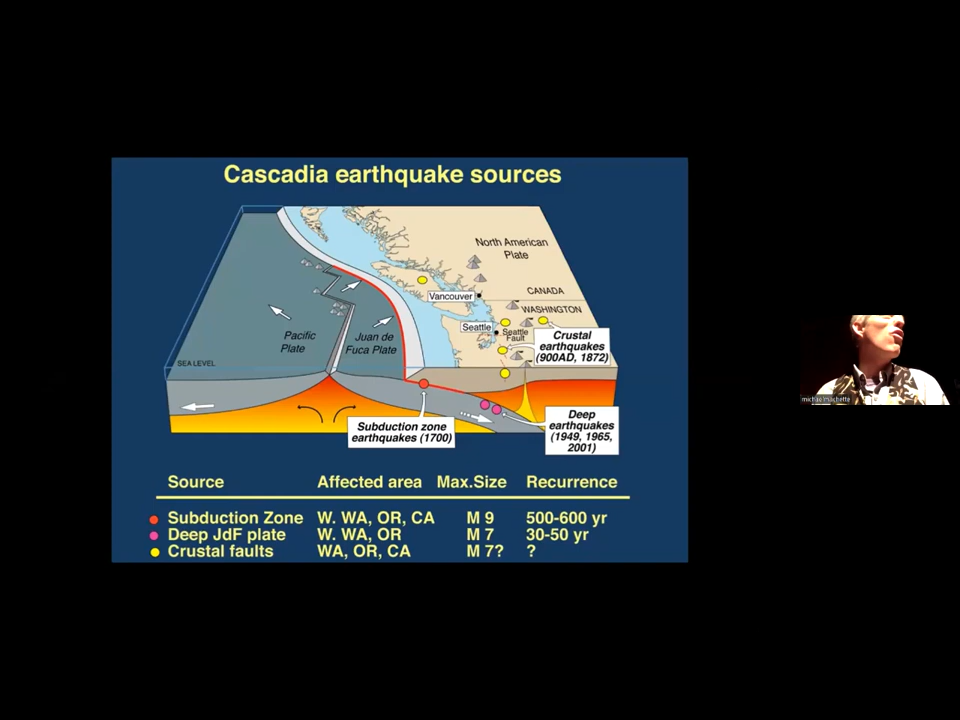 Cascadia earthquake sources
North American
Plate
CANADA
Vancouver
WASHINGTON
Seattle
Seattle
Fault
Crustal
earthquakes
(900AD, 1872)
Pacific
Plate
Juan de
Fuca Plate
SEA LEVEL
Subduction zone
earthquakes (1700)
Deep
earthquakes
(1949, 1965,
2001)
Source Affected area Max.Size Recurrence
Subduction Zone W. WA, OR, CA M 9 500-600 yr
Deep JdF plate W. WA, OR M 7 30-50 yr
Crustal faults WA, OR, CA M 7? ?